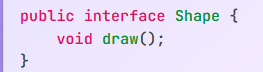 public interface Shape {
    void draw();
}